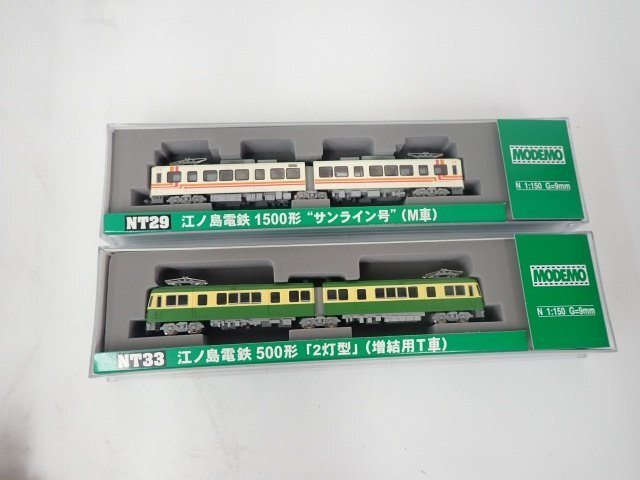 MODEMO
N 1:150 G=9mm
NT29 江ノ島電鉄 1500形 “サンライン号”(M車)
MODEMO
N 1:150 G=9mm
NT33 江ノ島電鉄 500形 「2灯型」(増結用T車)